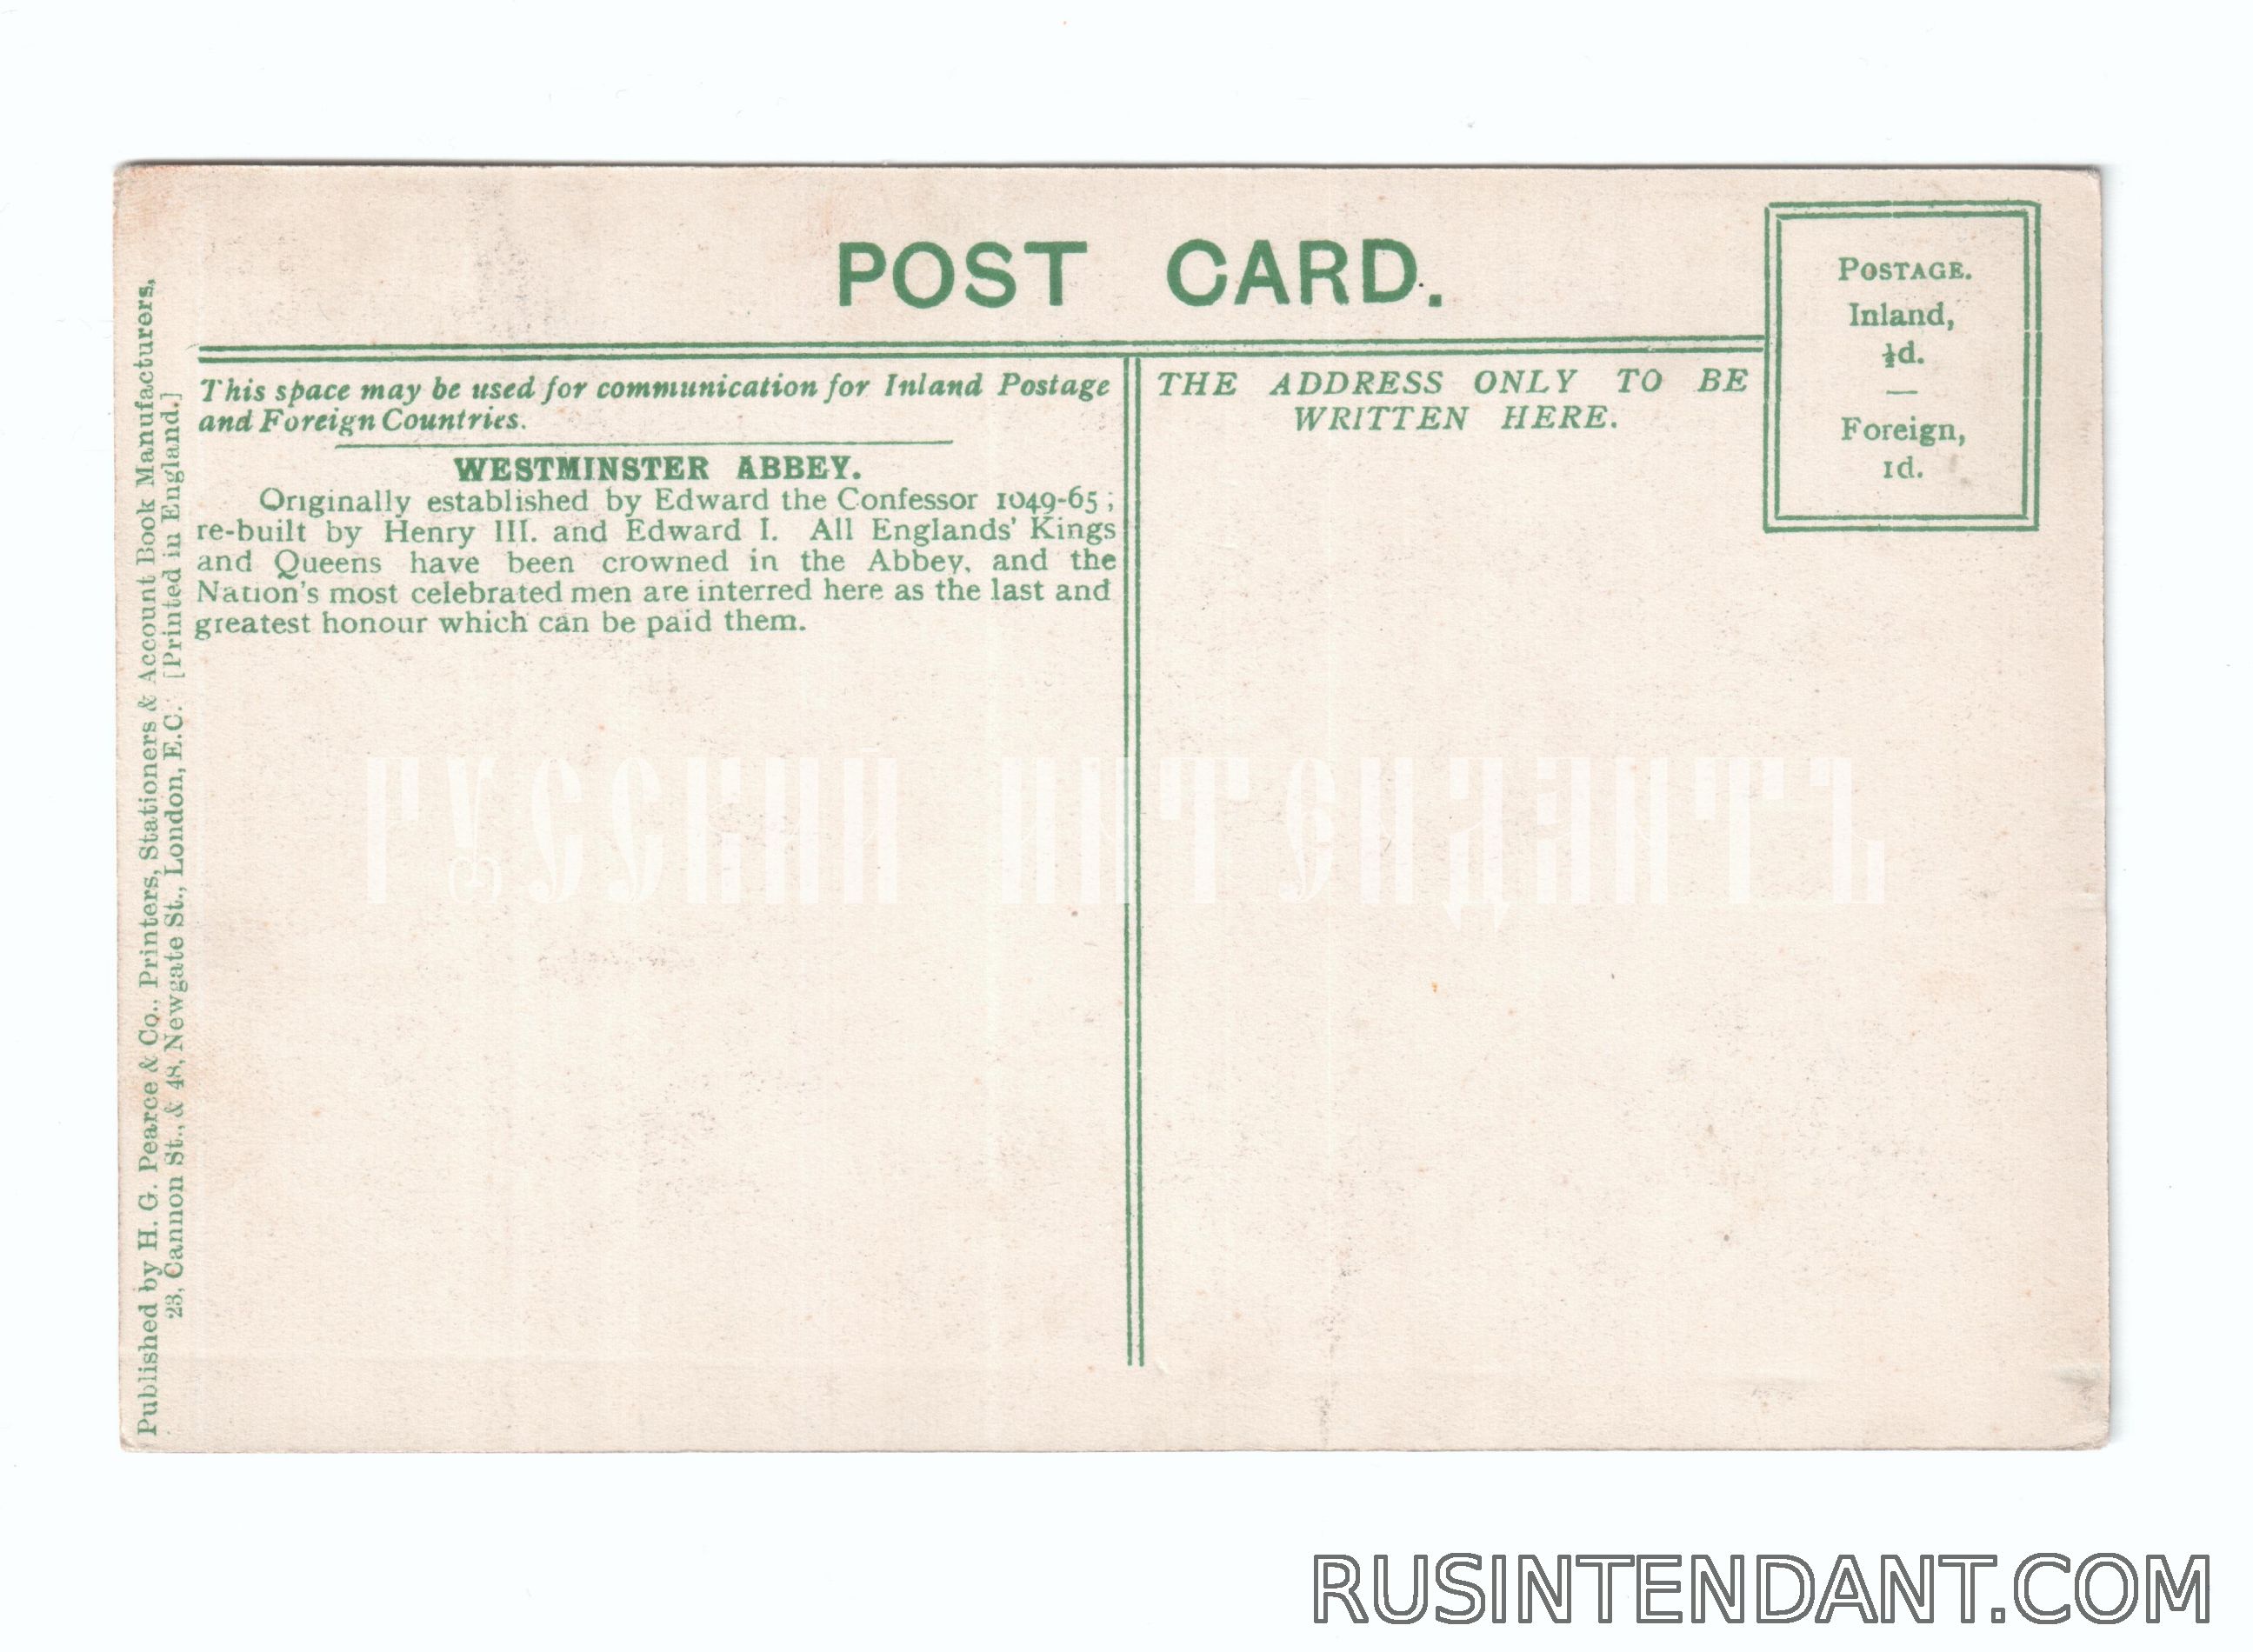 POST CARD.
POSTAGE.
Inland,
½d.
—
Foreign,
1d.
This space may be used for communication for Inland Postage
and Foreign Countries.
THE ADDRESS ONLY TO BE
WRITTEN HERE.
WESTMINSTER ABBEY.
Originally established by Edward the Confessor 1049-65;
re-built by Henry III. and Edward I. All Englands' Kings
and Queens have been crowned in the Abbey, and the
Nation's most celebrated men are interred here as the last and
greatest honour which can be paid them.
Published by H. G. Pearce & Co., Printers, Stationers & Account Book Manufacturers,
23, Cannon St., & 48, Newgate St., London, E.C. [Printed in England.]
РУССКІЙ ИНТЕНДАНТЪ
RUSINTENDANT.COM